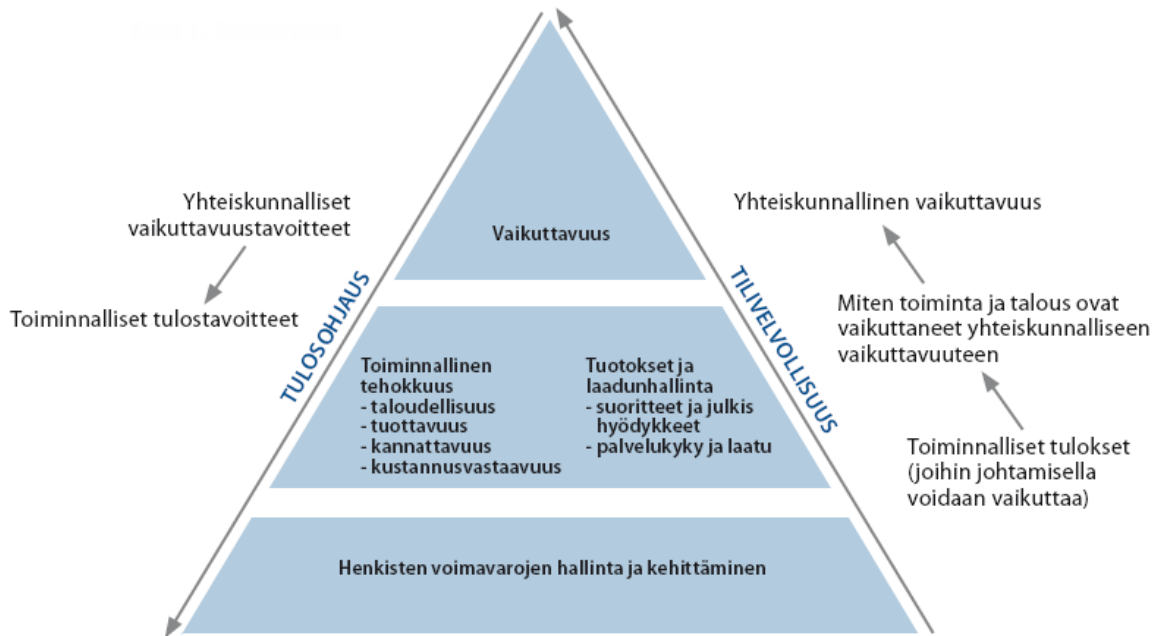 Yhteiskunnalliset
vaikuttavuustavoitteet
Toiminnalliset tulostavoitteet
TULOSOHJAUS
Vaikuttavuus
Toiminnallinen
tehokkuus
- taloudellisuus
- tuottavuus
- kannattavuus
- kustannusvastaavuus
Tuotokset ja
laadunhallinta
- suoritteet ja julkis
hyödykkeet
- palvelukyky ja laatu
Henkisten voimavarojen hallinta ja kehittäminen
TILIVELVOLLISUUS
Yhteiskunnallinen vaikuttavuus
Miten toiminta ja talous ovat
vaikuttaneet yhteiskunnalliseen
vaikuttavuuteen
Toiminnalliset tulokset
(joihin johtamisella
voidaan vaikuttaa)